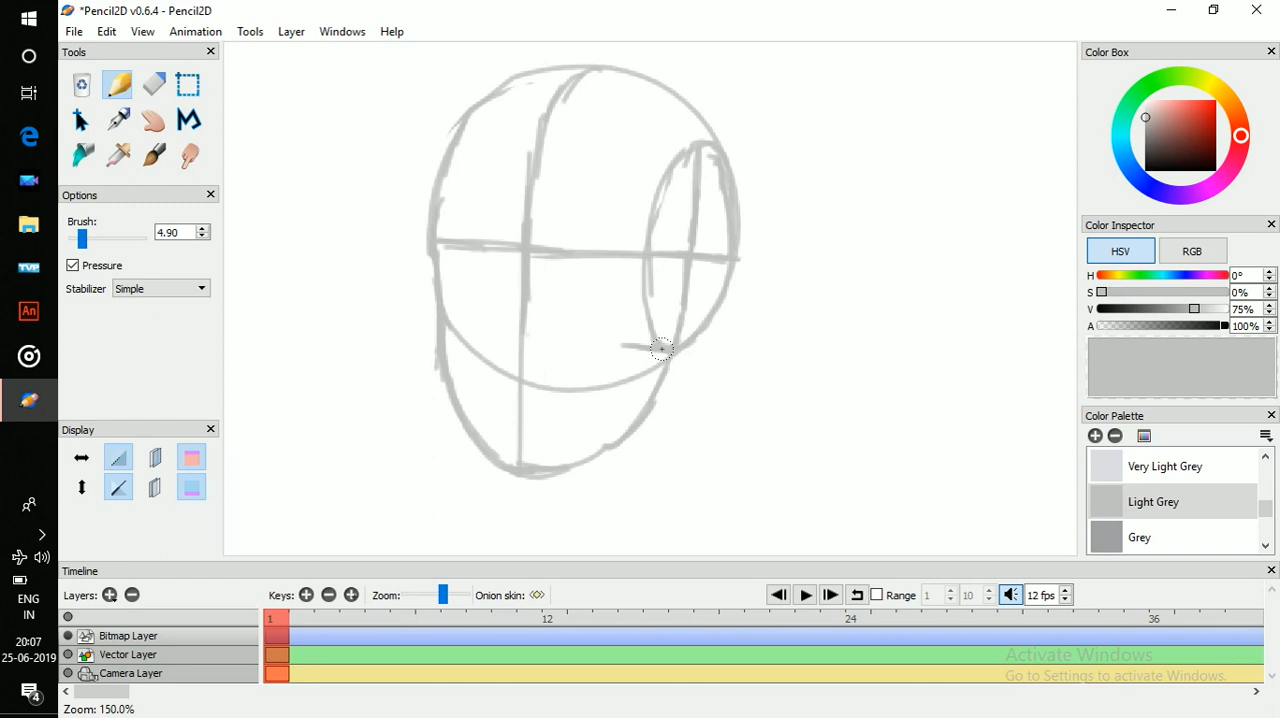 *Pencil2D v0.6.4 - Pencil2D
File Edit View Animation Tools Layer Windows Help
Tools
Options
Brush:
4.90
Pressure
Stabilizer Simple
Display
Color Box
Color Inspector
HSV RGB
H 0°
S 0%
V 75%
A 100%
Color Palette
Very Light Grey
Light Grey
Grey
Timeline
Layers: Keys: Zoom: Onion skin: Range 1 10 12 fps
1 12 24 36
Bitmap Layer
Vector Layer
Camera Layer
Zoom: 150.0%
TVP
An
ENG
IN
20:07
25-06-2019
4
Activate Windows
Go to Settings to activate Windows.